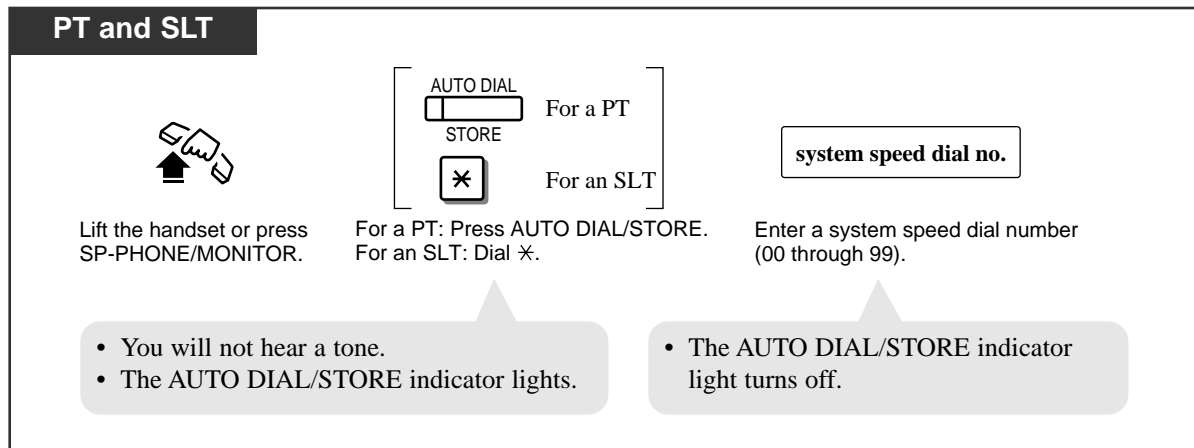 PT and SLT
AUTO DIAL
For a PT
STORE
system speed dial no.
For an SLT
Lift the handset or press
SP-PHONE/MONITOR.
For a PT: Press AUTO DIAL/STORE.
For an SLT: Dial ✳.
Enter a system speed dial number
(00 through 99).
• You will not hear a tone.
• The AUTO DIAL/STORE indicator lights.
• The AUTO DIAL/STORE indicator
light turns off.